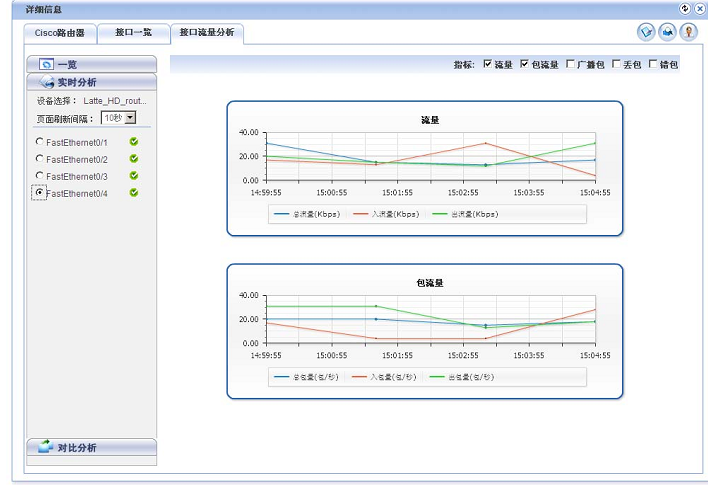 详细信息
Cisco路由器 接口一览 接口流量分析
一览
指标: 流量 包流量 广播包 丢包 错包
实时分析
设备选择： Latte_HD_rout...
页面刷新间隔： 10秒
FastEthernet0/1
FastEthernet0/2
FastEthernet0/3
FastEthernet0/4
流量
40.00
20.00
0.00
14:59:55 15:00:55 15:01:55 15:02:55 15:03:55 15:04:55
总流量(Kbps) 入流量(Kbps) 出流量(Kbps)
包流量
40.00
20.00
0.00
14:59:55 15:00:55 15:01:55 15:02:55 15:03:55 15:04:55
总包量(包/秒) 入包量(包/秒) 出包量(包/秒)
对比分析